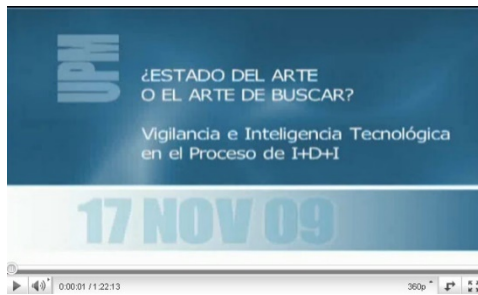 UPM
¿ESTADO DEL ARTE
O EL ARTE DE BUSCAR?
Vigilancia e Inteligencia Tecnológica
en el Proceso de I+D+I
17 NOV 09
0:00:01 / 1:22:13
360p